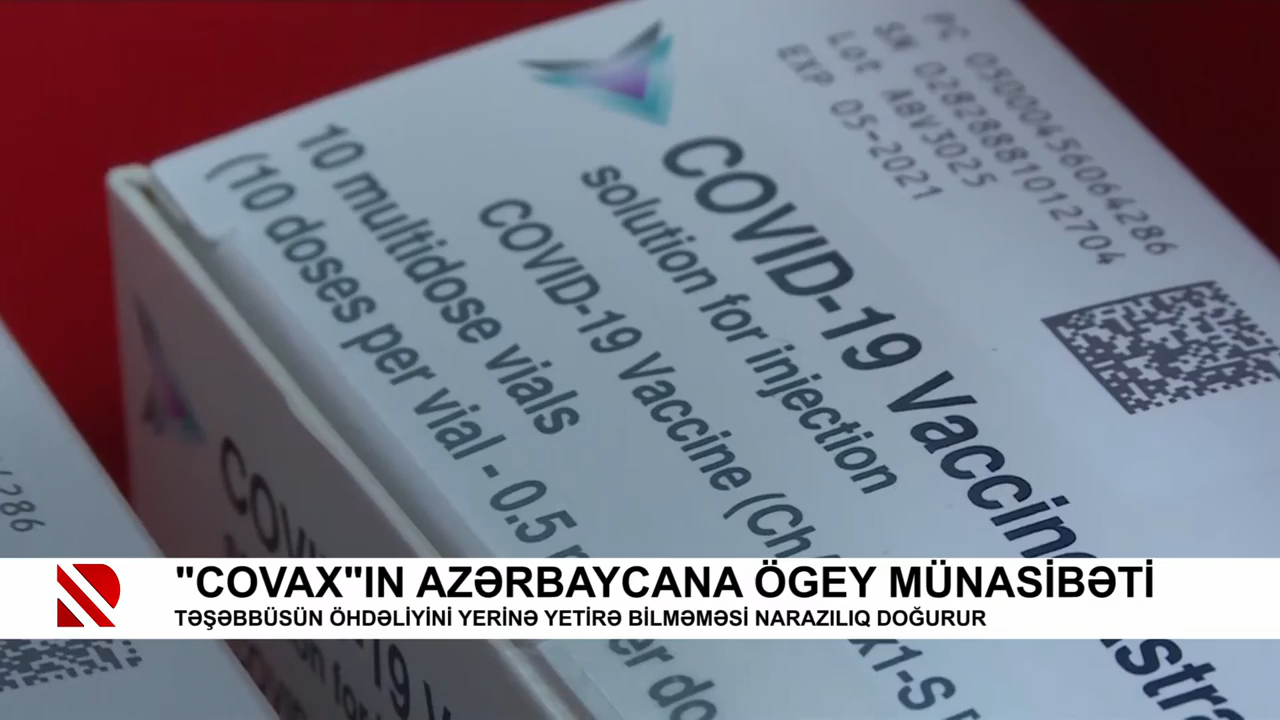 PC 05000456064286
SN 02828881012704
Lot ABV3025
EXP 05-2021
COVID-19 Vaccine
solution for injection
COVID-19 Vaccine
10 multidose vials
(10 doses per vial - 0.5
286
"COVAX"IN AZƏRBAYCANA ÖGEY MÜNASİBƏTİ
TƏŞƏBBÜSÜN ÖHDƏLİYİNİ YERİNƏ YETİRƏ BİLMƏMƏSİ NARAZILIQ DOĞURUR